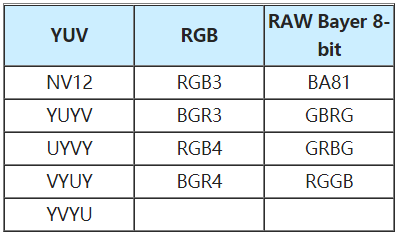 YUV RGB RAW Bayer 8-
bit
NV12 RGB3 BA81
YUYV BGR3 GBRG
UYVY RGB4 GRBG
VYUY BGR4 RGGB
YVYU